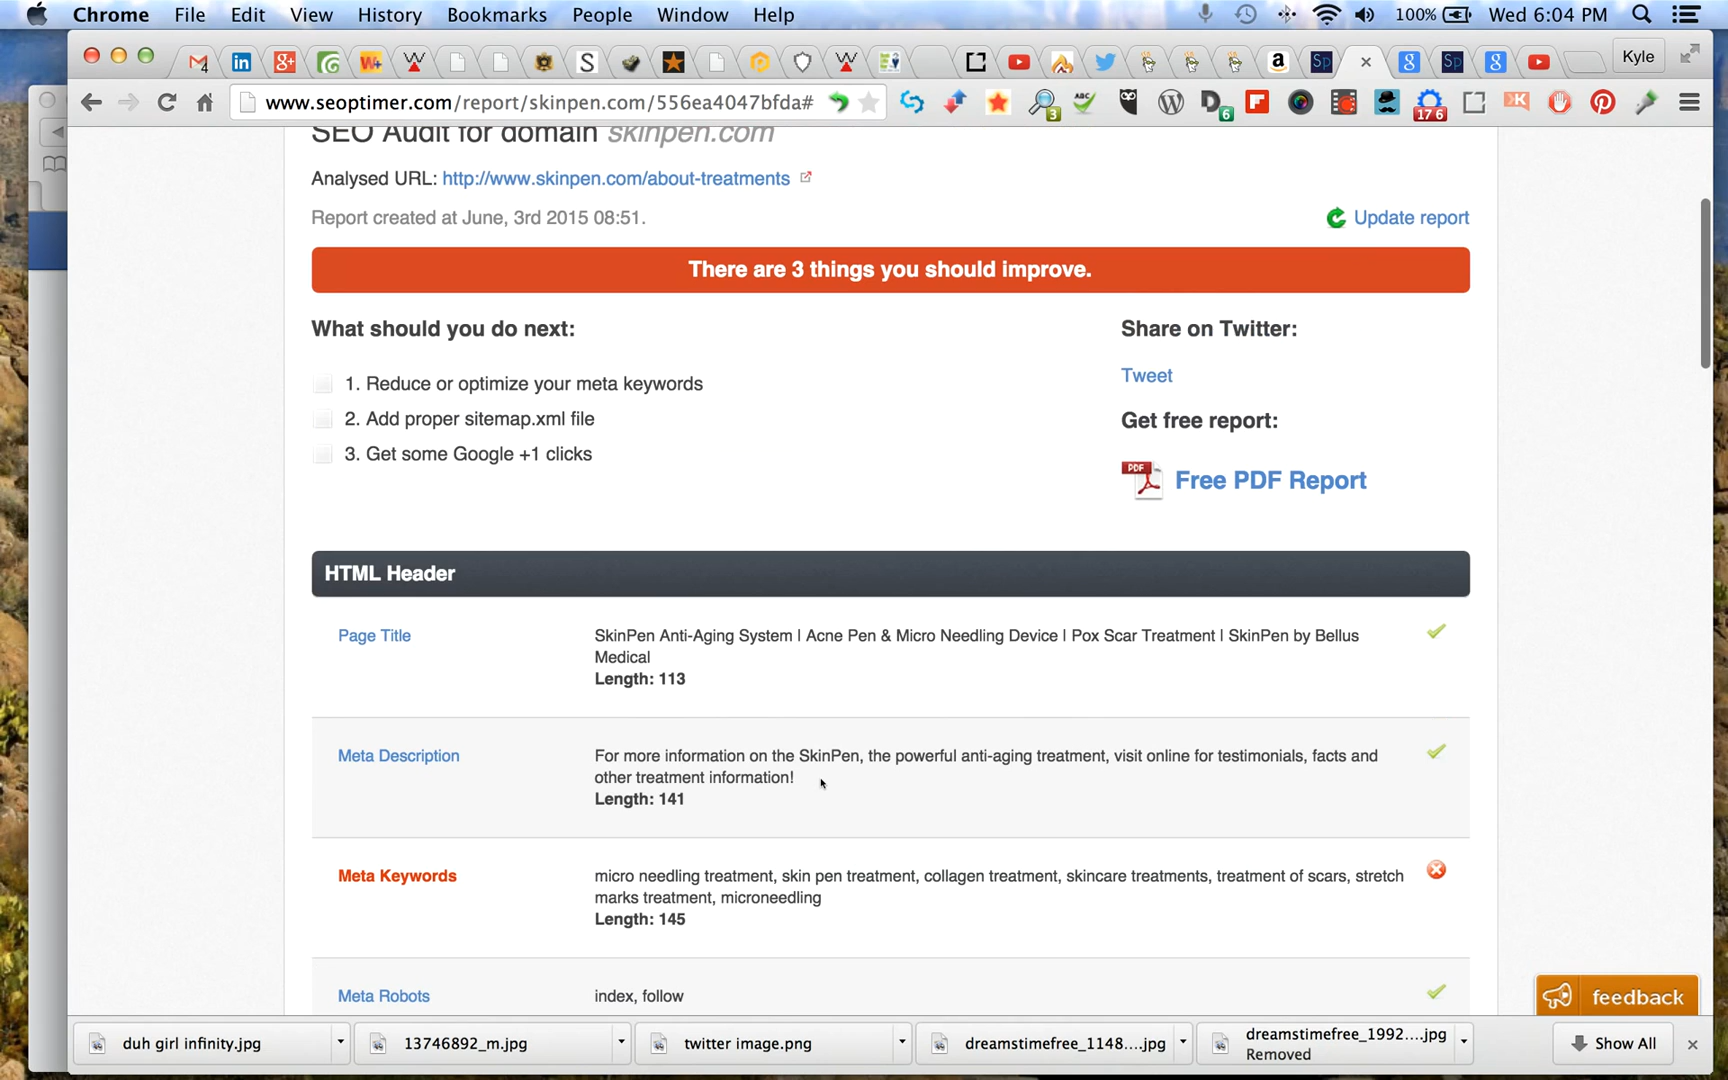 Chrome File Edit View History Bookmarks People Window Help 100% Wed 6:04 PM
Kyle
www.seoptimer.com/report/skinpen.com/556ea4047bfda#
SEO Audit for domain skinpen.com
Analysed URL: http://www.skinpen.com/about-treatments
Report created at June, 3rd 2015 08:51.
Update report
There are 3 things you should improve.
What should you do next:
Share on Twitter:
1. Reduce or optimize your meta keywords
Tweet
2. Add proper sitemap.xml file
Get free report:
3. Get some Google +1 clicks
PDF
Free PDF Report
HTML Header
Page Title
SkinPen Anti-Aging System | Acne Pen & Micro Needling Device | Pox Scar Treatment | SkinPen by Bellus
Medical
Length: 113
Meta Description
For more information on the SkinPen, the powerful anti-aging treatment, visit online for testimonials, facts and
other treatment information!
Length: 141
Meta Keywords
micro needling treatment, skin pen treatment, collagen treatment, skincare treatments, treatment of scars, stretch
marks treatment, microneedling
Length: 145
Meta Robots
index, follow
feedback
duh girl infinity.jpg
13746892_m.jpg
twitter image.png
dreamstimefree_1148....jpg
dreamstimefree_1992....jpg
Removed
Show All